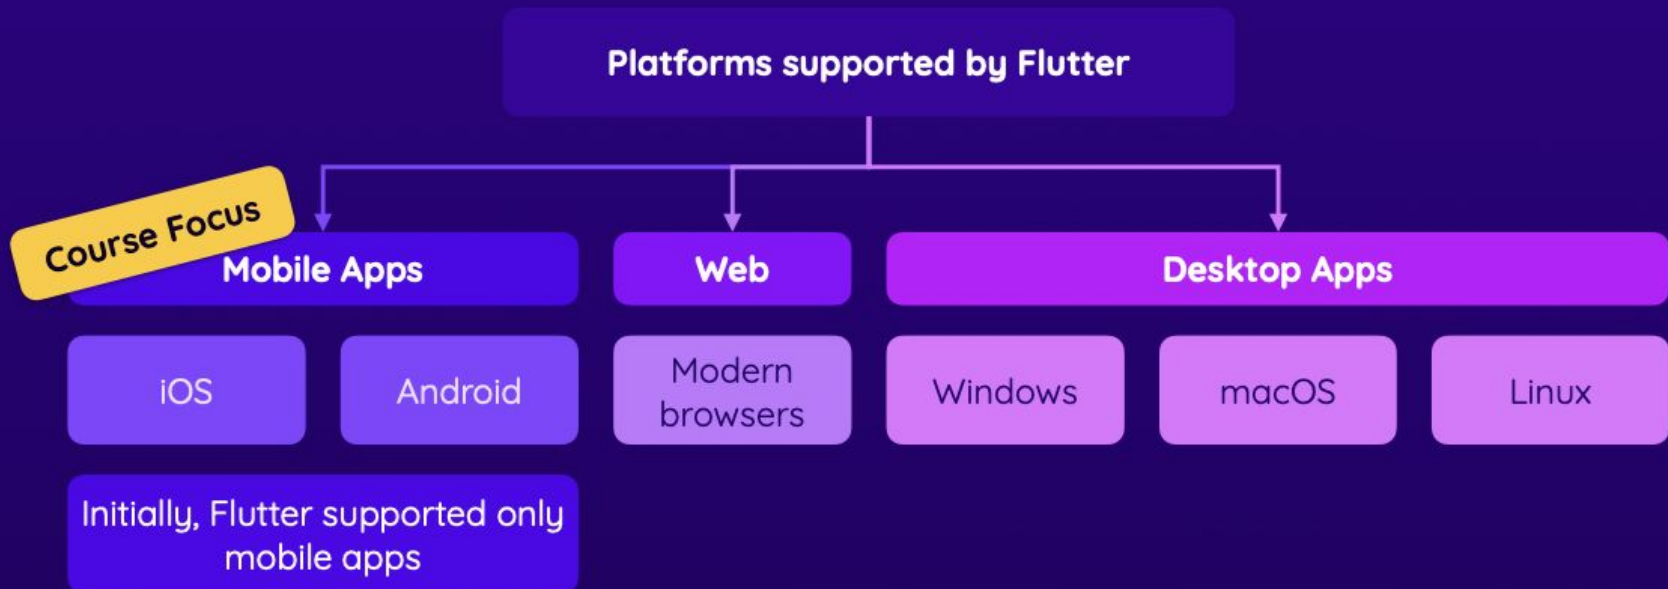 Platforms supported by Flutter
Course Focus
Mobile Apps
Web
Desktop Apps
iOS
Android
Modern
browsers
Windows
macOS
Linux
Initially, Flutter supported only
mobile apps